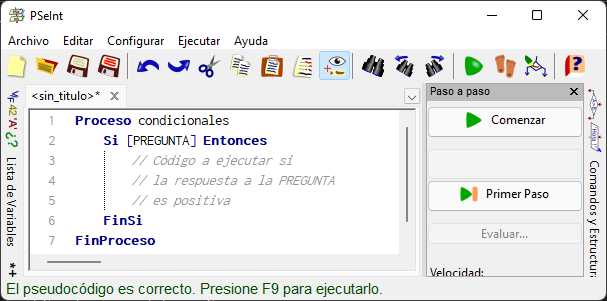 PSeInt
Archivo Editar Configurar Ejecutar Ayuda
<sin_titulo>* X
Paso a paso X
1 Proceso condicionales
2 Si [PREGUNTA] Entonces
3 // Código a ejecutar si
4 // la respuesta a la PREGUNTA
5 // es positiva
6 FinSi
7 FinProceso
Comenzar
Primer Paso
Evaluar...
Velocidad:
Lista de Variables
Comandos y Estructur
El pseudocódigo es correcto. Presione F9 para ejecutarlo.